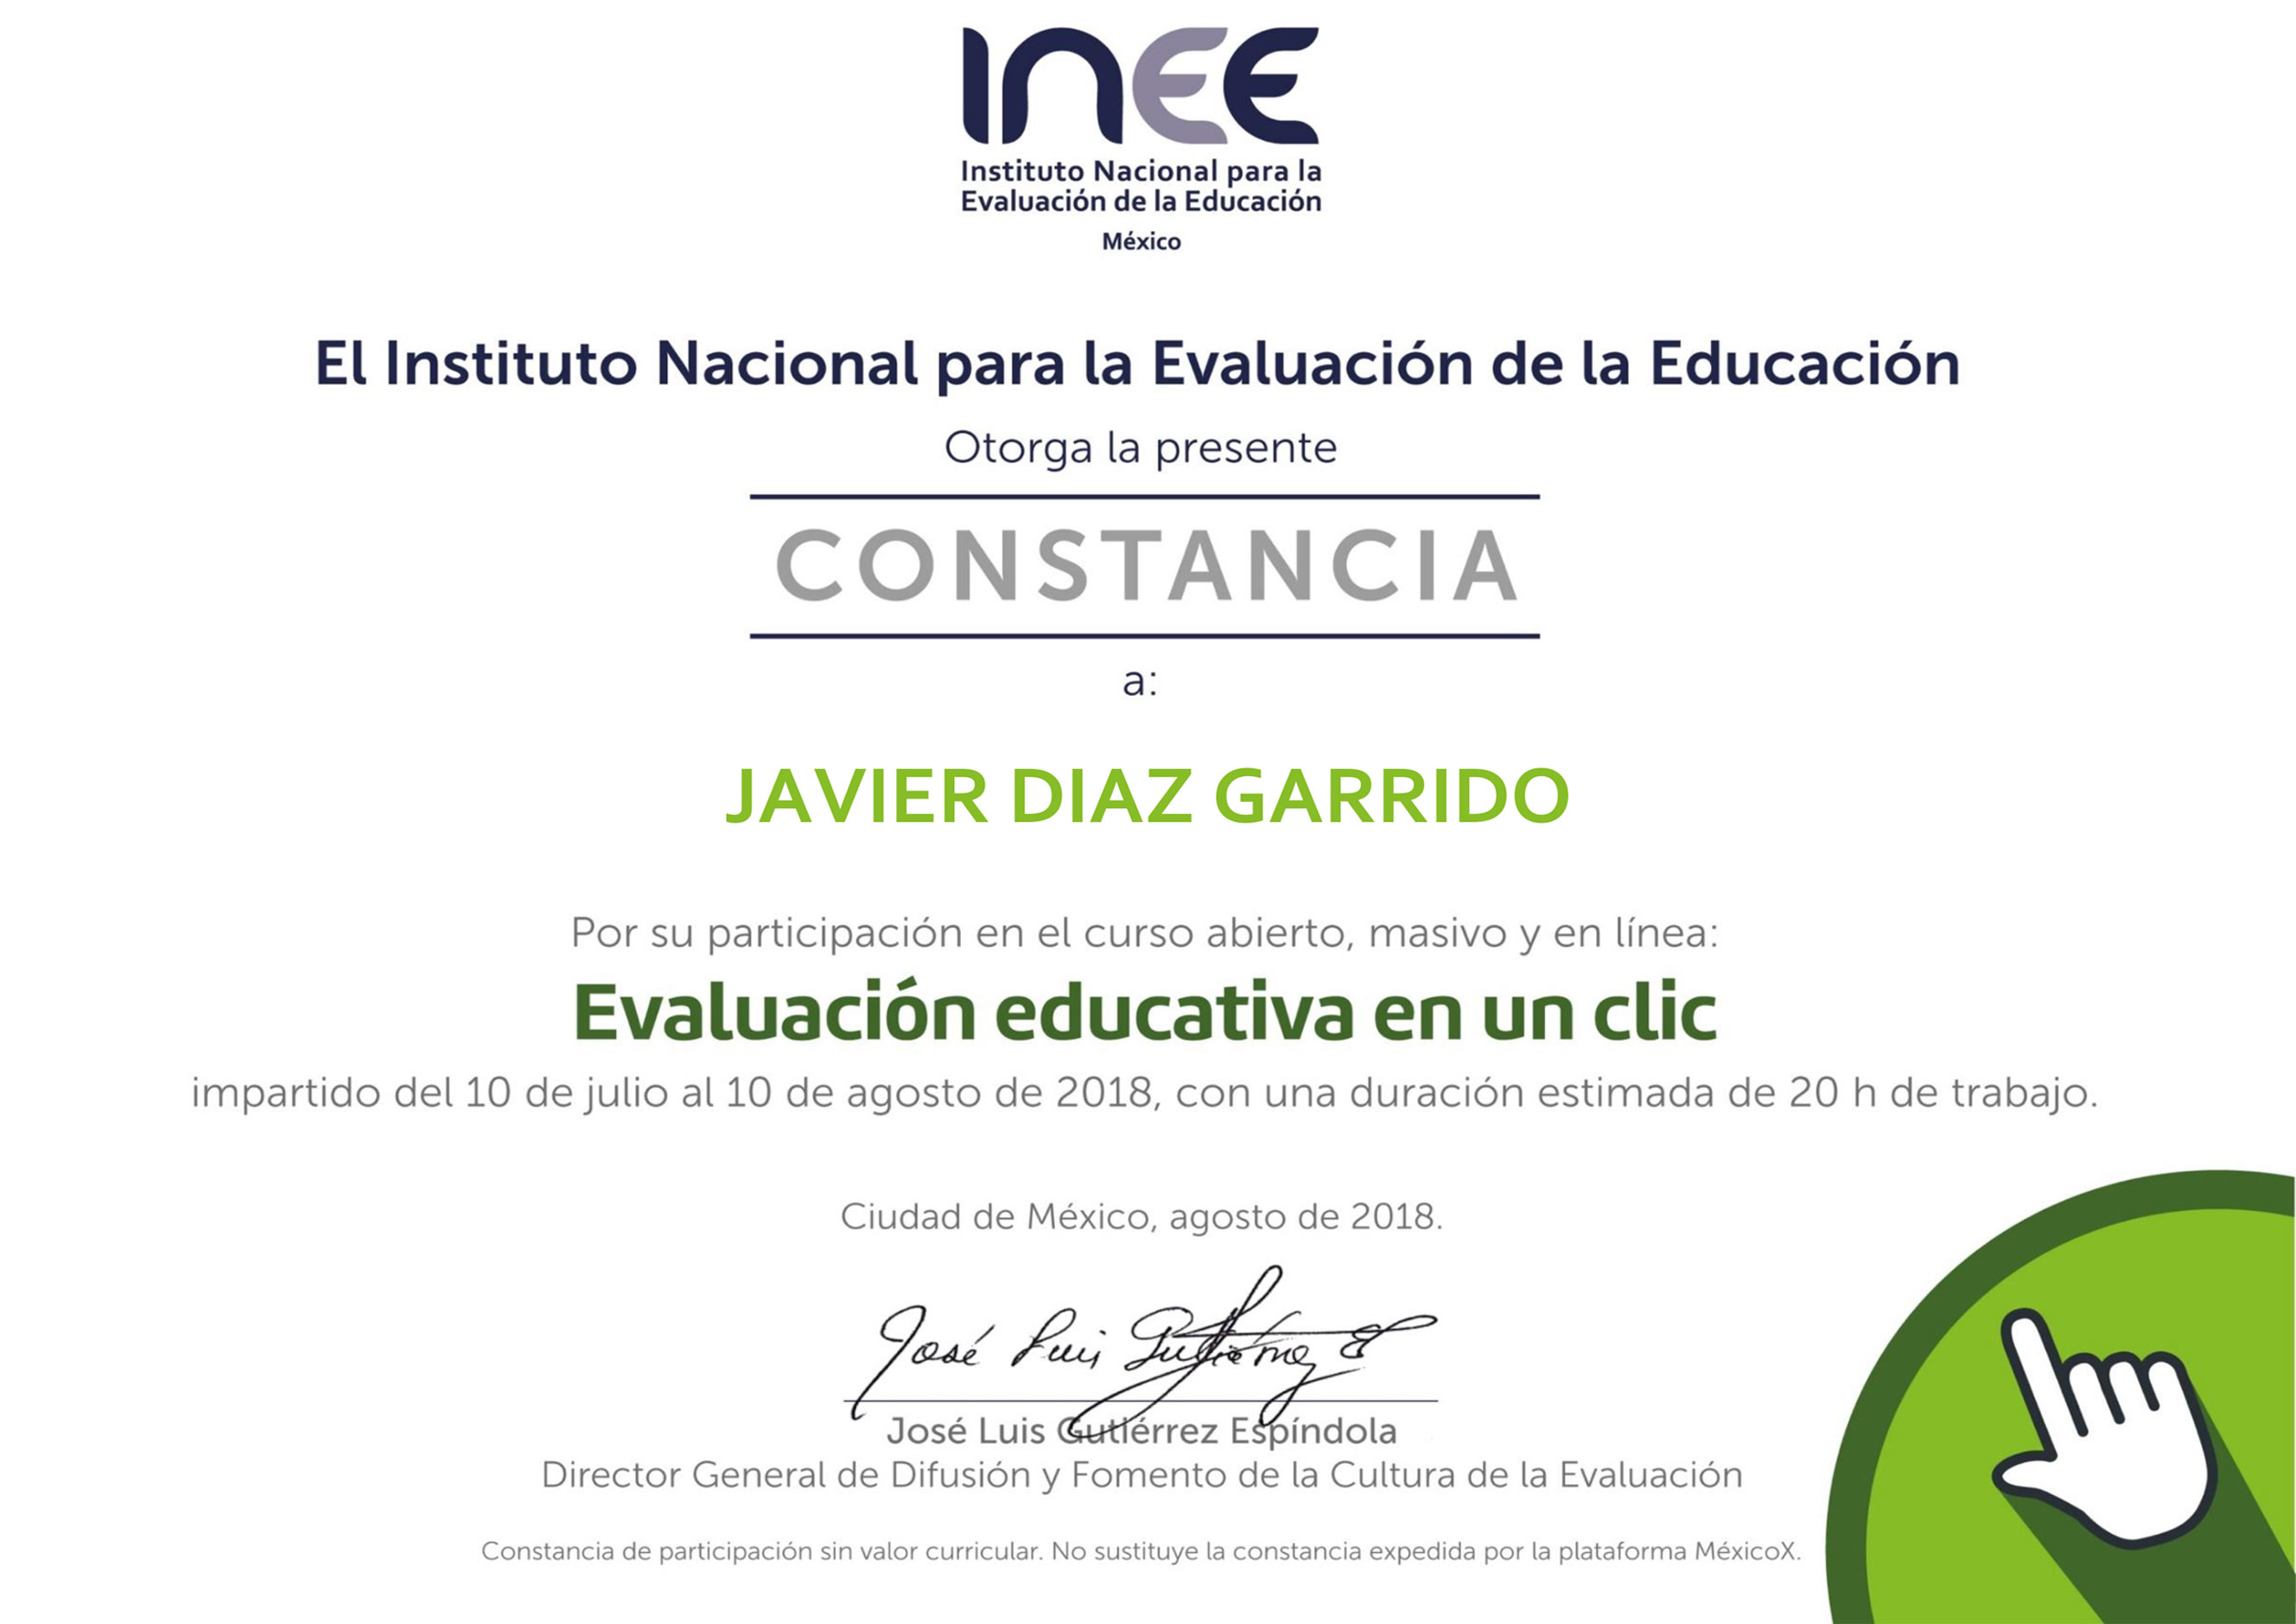 INEE
Instituto Nacional para la
Evaluación de la Educación
México
El Instituto Nacional para la Evaluación de la Educación
Otorga la presente
CONSTANCIA
a:
JAVIER DIAZ GARRIDO
Por su participación en el curso abierto, masivo y en línea:
Evaluación educativa en un clic
impartido del 10 de julio al 10 de agosto de 2018, con una duración estimada de 20 h de trabajo.
Ciudad de México, agosto de 2018.
José Luis Gutiérrez E
José Luis Gutiérrez Espíndola
Director General de Difusión y Fomento de la Cultura de la Evaluación
Constancia de participación sin valor curricular. No sustituye la constancia expedida por la plataforma MéxicoX.